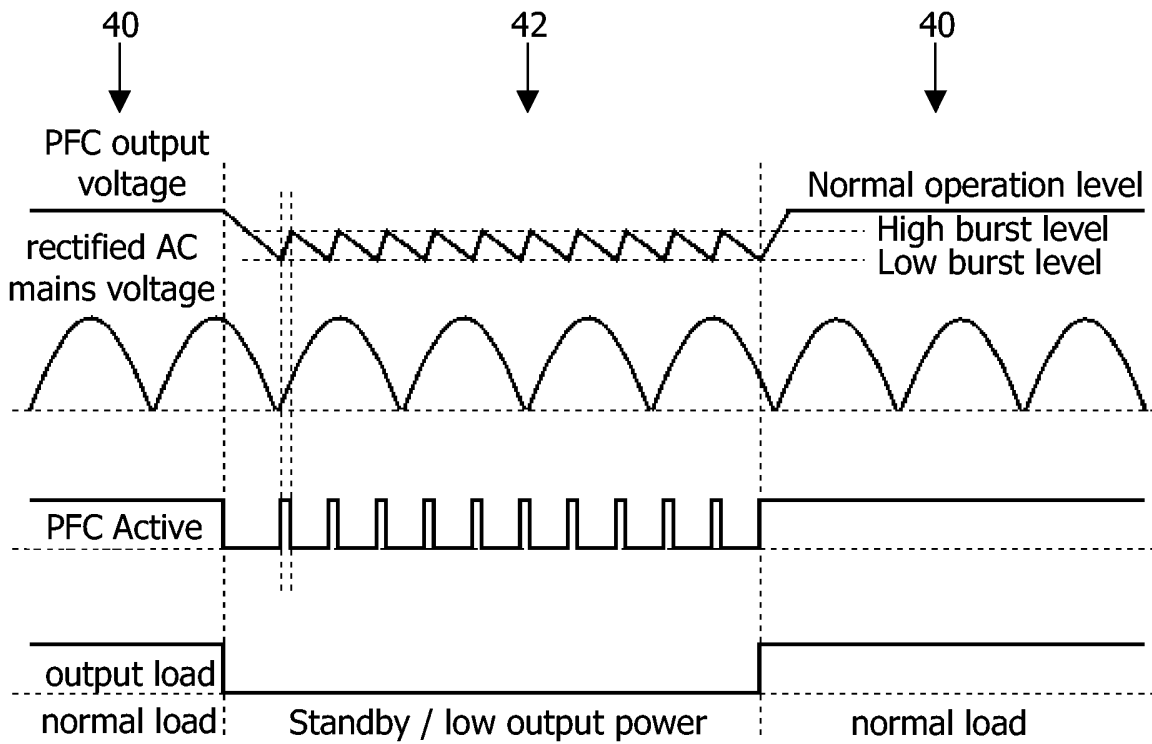 40
42
40
PFC output
voltage
Normal operation level
High burst level
Low burst level
rectified AC
mains voltage
PFC Active
output load
normal load
Standby / low output power
normal load